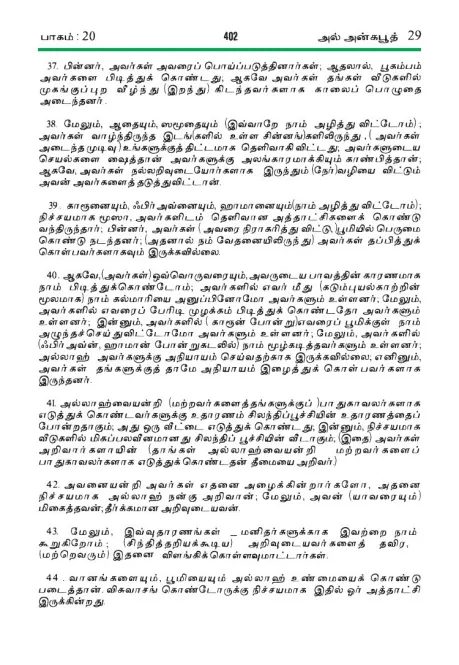 பாகம் : 20 402 அல் அன்கபூத் 29
37. பின்னர், அவர்கள் அவரைப் பொய்ப்படுத்தினார்கள்; ஆதலால், பூகம்பம்
அவர்களை பிடித்துக் கொண்டது; ஆகவே அவர்கள் தங்கள் வீடுகளில்
முகங்குப்புற வீழ்ந்து (இறந்து) கிடந்தவர்களாக காலைப் பொழுதை
அடைந்தனர்.
38. மேலும், ஆதையும், ஸமூதையும் (இவ்வாறே நாம் அழித்து விட்டோம்) ;
அவர்கள் வாழ்ந்திருந்த இடங்(களில் உள்ள சின்னங்)களிலிருந்து , ( அவர்கள்
அடைந்த முடிவு ) உங்களுக்குத் திட்டமாக தெளிவாகி விட்டது; அவர்களுடைய
செயல்களை ஷைத்தான் அவர்களுக்கு அலங்காரமாக்கியும் காண்பித்தான்;
ஆகவே, அவர்கள் நல்லறிவுடையோர்களாக இருந்தும் (நேர்)வழியை விட்டும்
அவன் அவர்களைத் தடுத்துவிட்டான்.
39 . காரூனையும், ஃபிர்அவ்னையும், ஹாமானையும்(நாம் அழித்து விட்டோம்);
நிச்சயமாக மூஸா, அவர்களிடம் தெளிவான அத்தாட்சிகளைக் கொண்டு
வந்திருந்தார்; பின்னர், அவர்கள் (அவரை நிராகரித்து விட்டு,)பூமியில் பெருமை
கொண்டு நடந்தனர்; (அதனால் நம் வேதனையிலிருந்து) அவர்கள் தப்பித்துக்
கொள்பவர்களாகவும் இருக்கவில்லை.
40 . ஆகவே, (அவர்கள்) ஒவ்வொருவரையும், அவருடைய பாவத்தின் காரணமாக
நாம் பிடித்துக்கொண்டோம்; அவர்களில் எவர் மீது (கடும்புயல்காற்றின்
மூலமாக) நாம் கல்மாரியை அனுப்பினோமோ அவர்களும் உள்ளனர்; மேலும்,
அவர்களில் எவரைப் பேரிடி முழக்கம் பிடித்துக் கொண்டதோ அவர்களும்
உள்ளனர்; இன்னும், அவர்களில் ( காரூன் போன்று)எவரைப் பூமிக்குள் நாம்
அழுந்தச்செய்து விட்டோமோ அவர்களும் உள்ளனர் ; மேலும், அவர்களில்
(ஃபிர்அவ்ன், ஹாமான் போன்று கடலில்) நாம் மூழ்கடித்தவர்களும் உள்ளனர்;
அல்லாஹ் அவர்களுக்கு அநியாயம் செய்வதற்காக இருக்கவில்லை; எனினும்,
அவர்கள் தங்களுக்குத் தாமே அநியாயம் இழைத்துக் கொள்பவர்களாக
இருந்தனர்.
41. அல்லாஹ்வையன்றி (மற்றவர்களைத்தங்களுக்குப் )பாதுகாவலர்களாக
எடுத்துக் கொண்டவர்களுக்கு உதாரணம் சிலந்திப்பூச்சியின் உதாரணத்தைப்
போன்றதாகும்; அது ஒரு வீட்டை எடுத்துக் கொண்டது; இன்னும், நிச்சயமாக
வீடுகளில் மிகப்பலவீனமானது சிலந்திப் பூச்சியின் வீடாகும்; (இதை) அவர்கள்
அறிவார்களாயின் (தாங்கள் அல்லாஹ்வையன்றி மற்றவர்களைப்
பாதுகாவலர்களாக எடுத்துக் கொண்டதன் தீமையை அறிவர்)
42. அவனையன்றி அவர்கள் எதனை அழைக்கின்றார்களோ, அதனை
நிச்சயமாக அல்லாஹ் நன்கு அறிவான்; மேலும், அவன் (யாவரையும்)
மிகைத்தவன்; தீர்க்கமான அறிவுடையவன்.
43. மேலும், இவ்வுதாரணங்கள் _ மனிதர்களுக்காக இவற்றை நாம்
கூறுகிறோம் ; (சிந்தித்தறியக்கூடிய) அறிவுடையவர்களைத் தவிர,
(மற்றெவரும்) இதனை விளங்கிக்கொள்ளவுமாட்டார்கள்.
44 . வானங்களையும், பூமியையும் அல்லாஹ் உண்மையைக் கொண்டு
படைத்தான். விசுவாசங் கொண்டோருக்கு நிச்சயமாக இதில் ஓர் அத்தாட்சி
இருக்கின்றது.